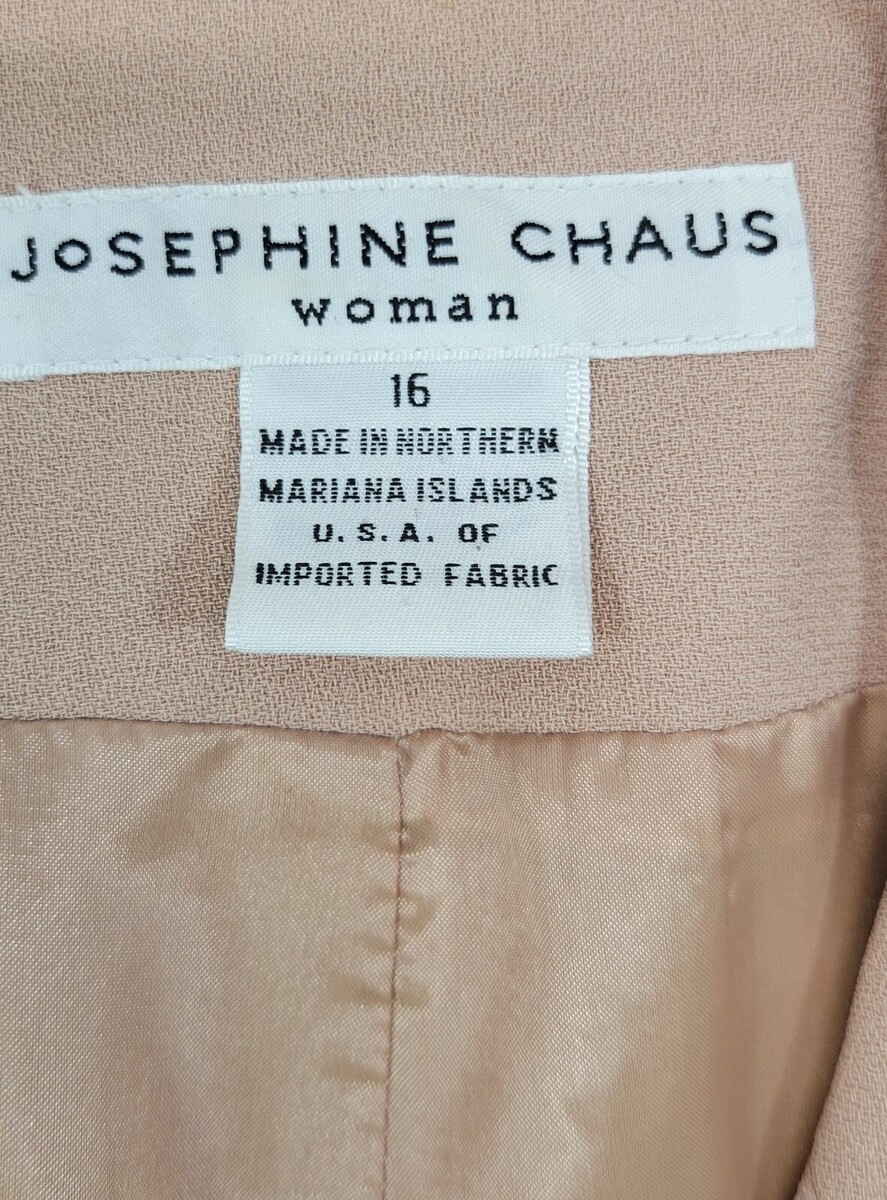 JoSEPHINE CHAUS
woman
16
MADE IN NORTHERN
MARIANA ISLANDS
U.S.A. OF
IMPORTED FABRIC